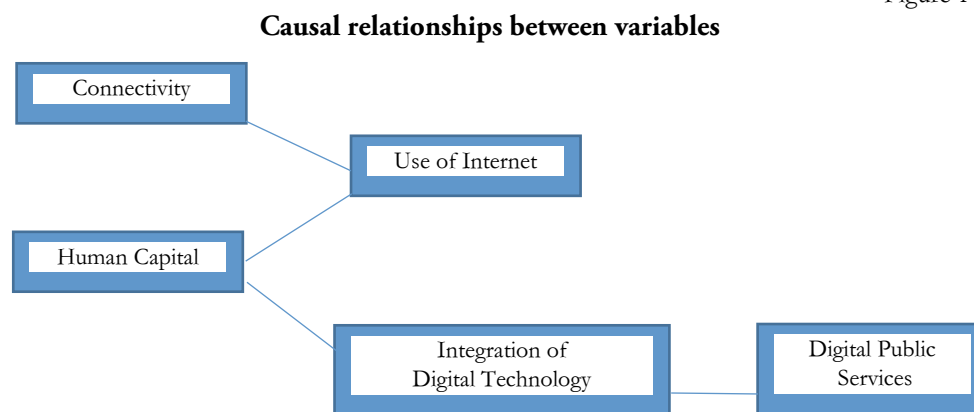 Figure 1
Causal relationships between variables
Connectivity
Use of Internet
Human Capital
Integration of
Digital Technology
Digital Public
Services